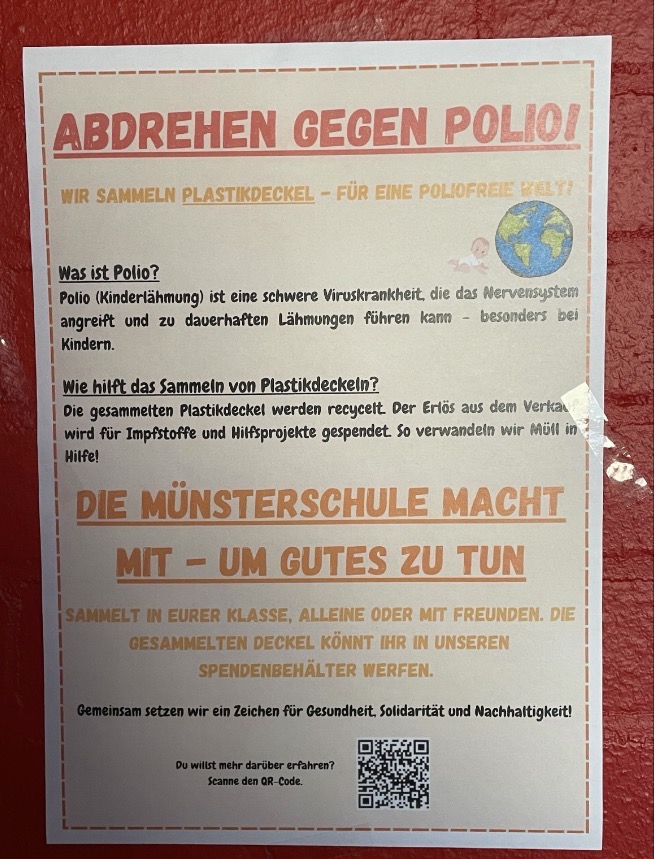 ABDREHEN GEGEN POLIO!
WIR SAMMELN PLASTIKDECKEL – FÜR EINE POLIOFREIE WELT!
Was ist Polio?
Polio (Kinderlähmung) ist eine schwere Viruskrankheit, die das Nervensystem
angreift und zu dauerhaften Lähmungen führen kann – besonders bei
Kindern.
Wie hilft das Sammeln von Plastikdeckeln?
Die gesammelten Plastikdeckel werden recycelt. Der Erlös aus dem
wird für Impfstoffe und Hilfsprojekte gespendet. So verwandeln wir Müll in
Hilfe!
DIE MÜNSTERSCHULE MACHT
MIT – UM GUTES ZU TUN
SAMMELT IN EURER KLASSE, ALLEINE ODER MIT FREUNDEN. DIE
GESAMMELTEN DECKEL KÖNNT IHR IN UNSEREN
SPENDENBEHÄLTER WERFEN.
Gemeinsam setzen wir ein Zeichen für Gesundheit, Solidarität und Nachhaltigkeit!
Du willst mehr darüber erfahren?
Scanne den QR-Code.